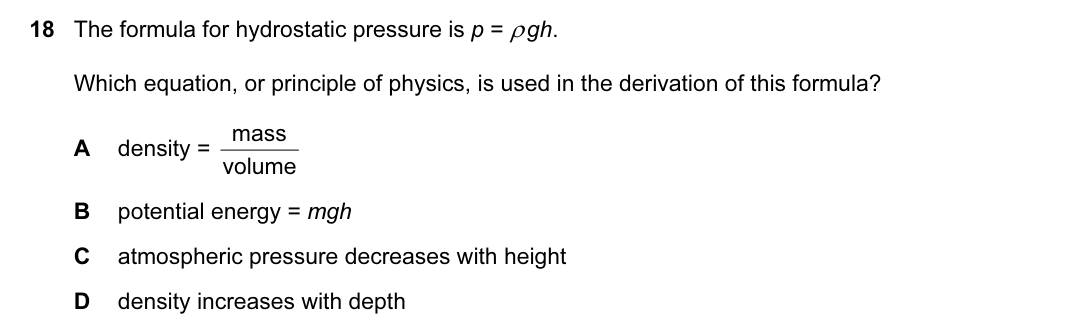 18 The formula for hydrostatic pressure is p = ρgh.
Which equation, or principle of physics, is used in the derivation of this formula?
A density = mass / volume
B potential energy = mgh
C atmospheric pressure decreases with height
D density increases with depth